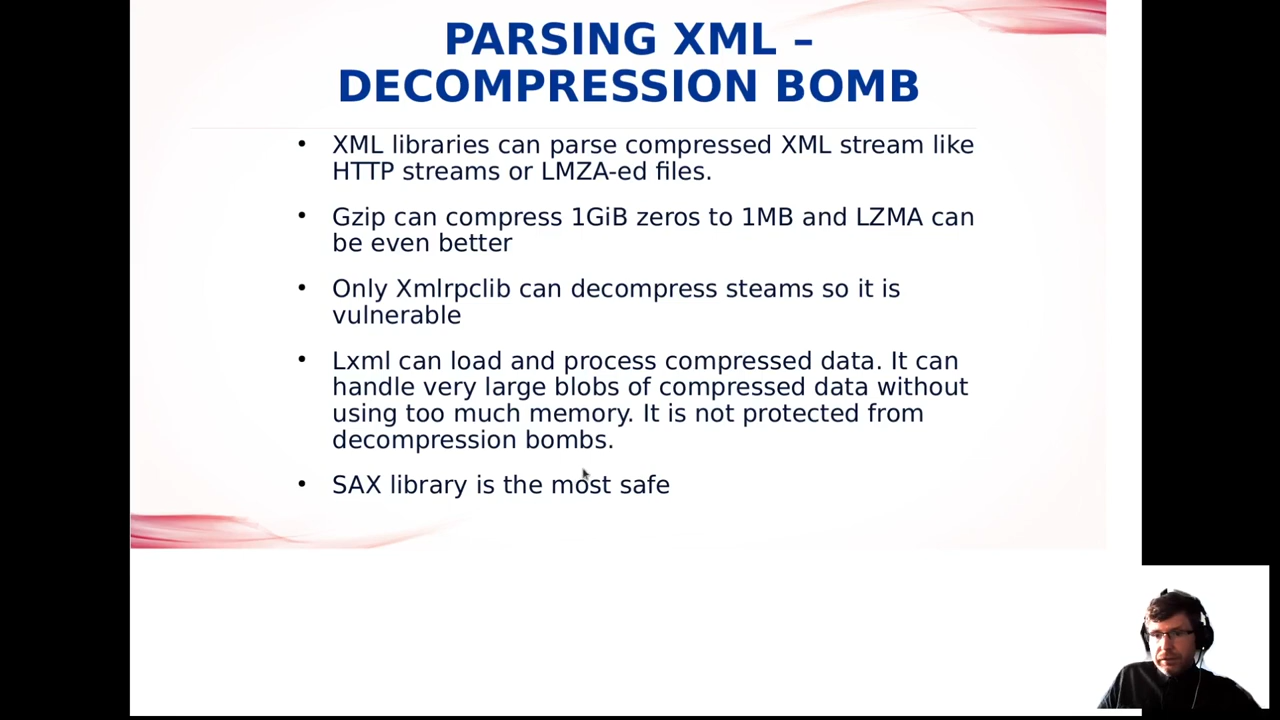 PARSING XML –
DECOMPRESSION BOMB
• XML libraries can parse compressed XML stream like
HTTP streams or LMZA-ed files.
• Gzip can compress 1GiB zeros to 1MB and LZMA can
be even better
• Only Xmlrpclib can decompress steams so it is
vulnerable
• Lxml can load and process compressed data. It can
handle very large blobs of compressed data without
using too much memory. It is not protected from
decompression bombs.
• SAX library is the most safe